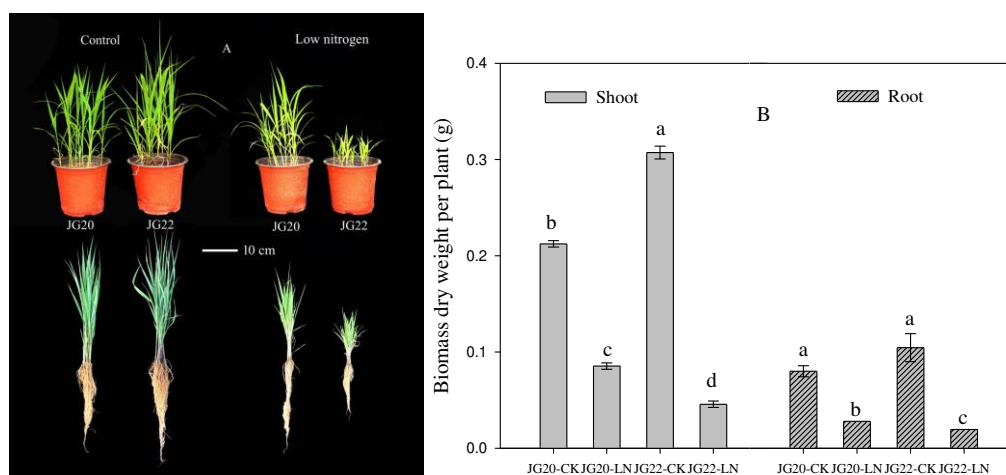 Control
A
Low nitrogen
JG20
JG22
JG20
JG22
10 cm
Biomass dry weight per plant (g)
0.4
0.3
0.2
0.1
0.0
Shoot
Root
B
b
c
a
d
a
b
a
c
JG20-CK JG20-LN JG22-CK JG22-LN
JG20-CK JG20-LN JG22-CK JG22-LN